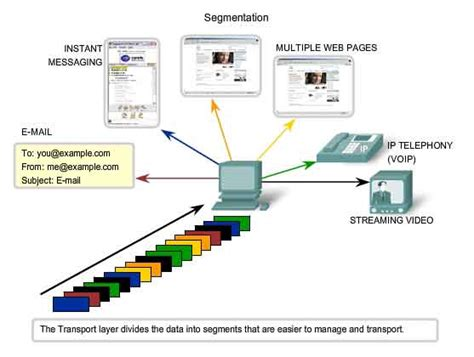 Segmentation
INSTANT
MESSAGING
MULTIPLE WEB PAGES
E-MAIL
To: you@example.com
From: me@example.com
Subject: E-mail
IP
IP TELEPHONY
(VOIP)
STREAMING VIDEO
The Transport layer divides the data into segments that are easier to manage and transport.